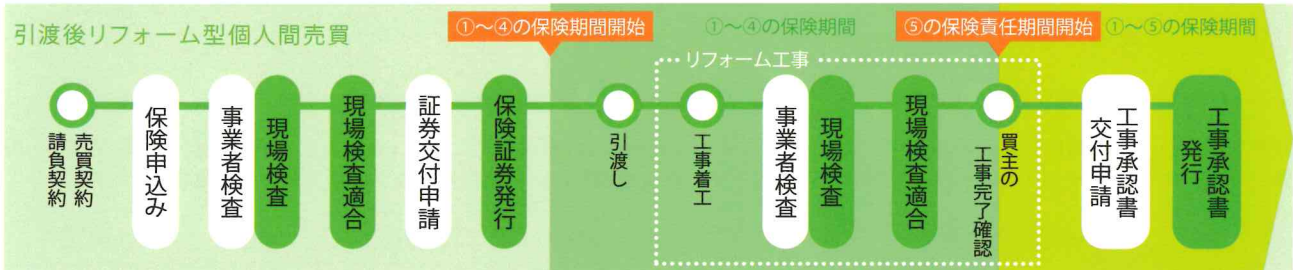 引渡後リフォーム型個人間売買
①～④の保険期間開始
①～④の保険期間
⑤の保険責任期間開始
①～⑤の保険期間
リフォーム工事
売買契約
請負契約
保険申込み
事業者検査
現場検査
現場検査適合
証券交付申請
保険証券発行
引渡し
工事着工
事業者検査
現場検査
現場検査適合
買主の
工事完了確認
工事承認書
交付申請
工事承認書
発行